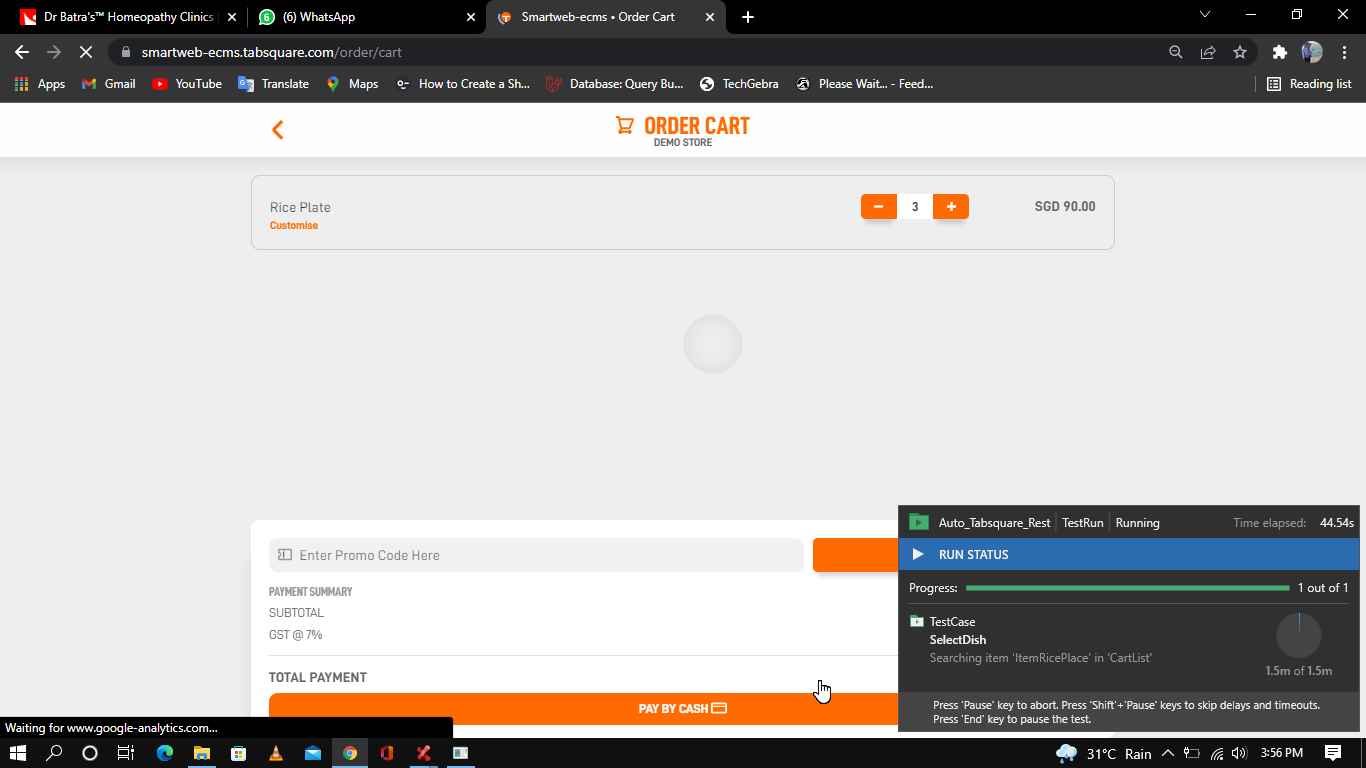 Dr Batra's™ Homeopathy Clinics
(6) WhatsApp
Smartweb-ecms • Order Cart
smartweb-ecms.tabsquare.com/order/cart
Apps
Gmail
YouTube
Translate
Maps
How to Create a Sh...
Database: Query Bu...
TechGebra
Please Wait... - Feed...
Reading list
ORDER CART
DEMO STORE
Rice Plate
3
SGD 90.00
Customise
Enter Promo Code Here
PAYMENT SUMMARY
SUBTOTAL
GST @ 7%
TOTAL PAYMENT
PAY BY CASH
Auto_Tabsquare_Rest
TestRun
Running
Time elapsed: 44.54s
RUN STATUS
Progress: 1 out of 1
TestCase
SelectDish
Searching item 'ItemRicePlace' in 'CartList'
1.5m of 1.5m
Press 'Pause' key to abort. Press 'Shift'+'Pause' keys to skip delays and timeouts.
Press 'End' key to pause the test.
Waiting for www.google-analytics.com...
31°C Rain
3:56 PM